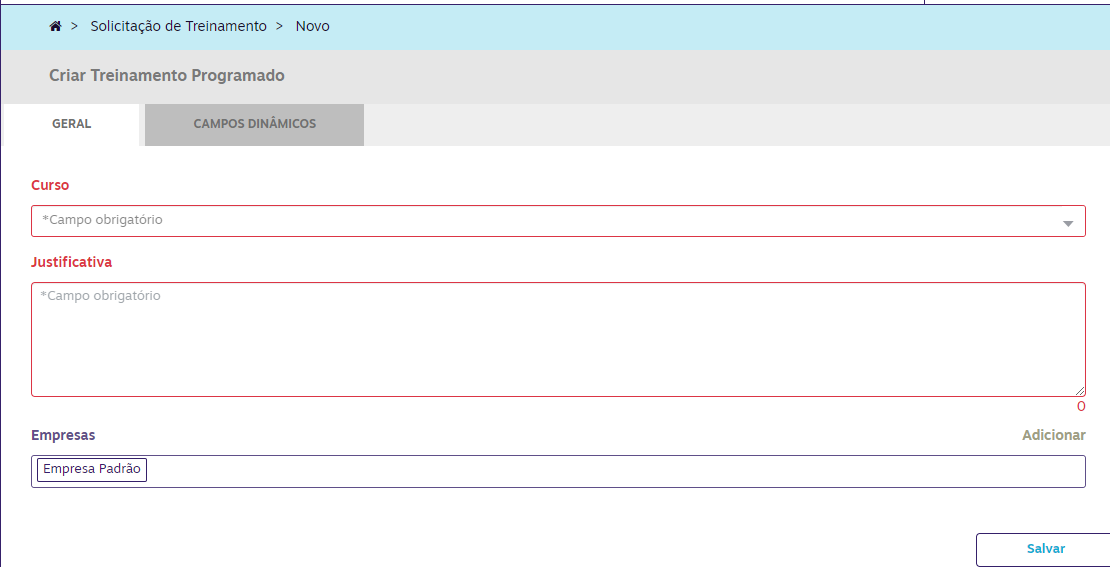 > Solicitação de Treinamento > Novo
Criar Treinamento Programado
GERAL CAMPOS DINÂMICOS
Curso
*Campo obrigatório
Justificativa
*Campo obrigatório
0
Empresas Adicionar
Empresa Padrão
Salvar